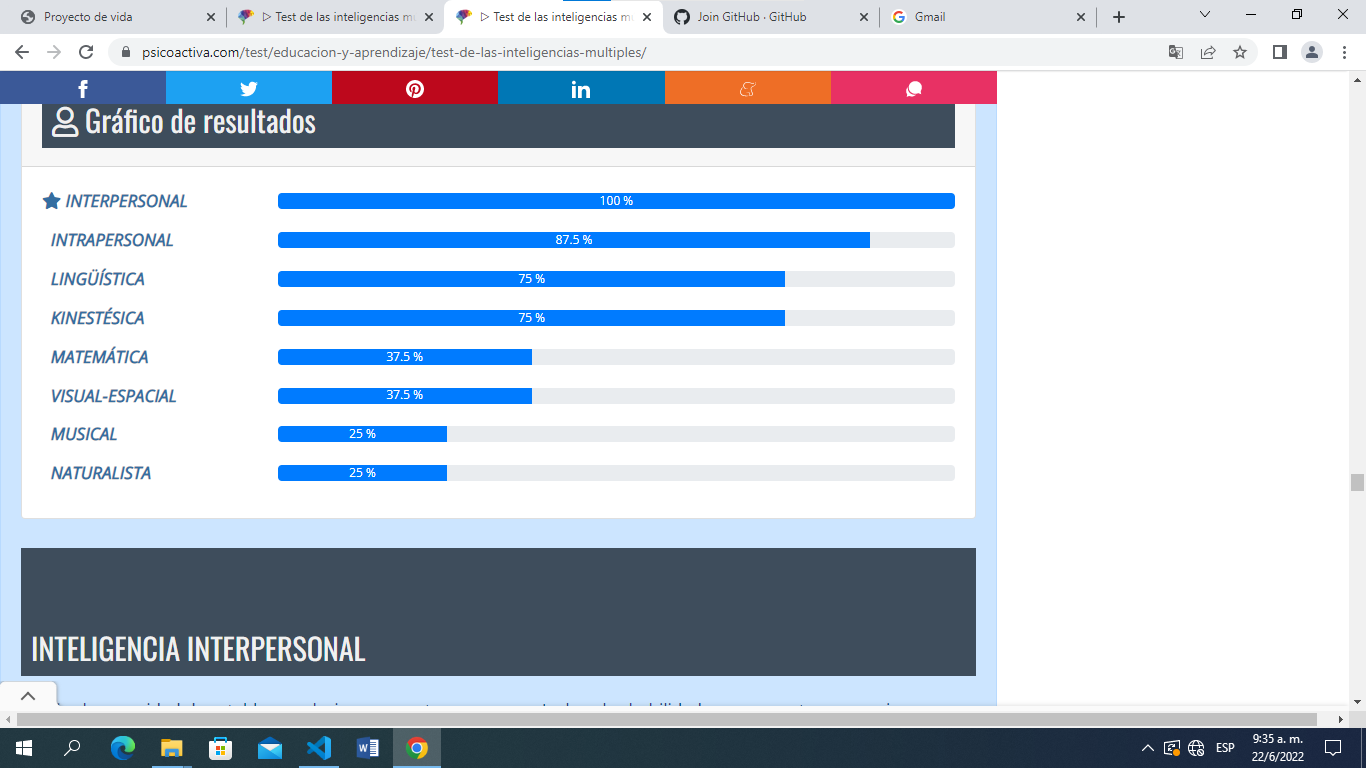 Proyecto de vida
▷ Test de las inteligencias mu
▷ Test de las inteligencias mu
Join GitHub · GitHub
Gmail
psicoactiva.com/test/educacion-y-aprendizaje/test-de-las-inteligencias-multiples/
Gráfico de resultados
INTERPERSONAL 100 %
INTRAPERSONAL 87.5 %
LINGÜÍSTICA 75 %
KINESTÉSICA 75 %
MATEMÁTICA 37.5 %
VISUAL-ESPACIAL 37.5 %
MUSICAL 25 %
NATURALISTA 25 %
INTELIGENCIA INTERPERSONAL
ESP
9:35 a. m.
22/6/2022